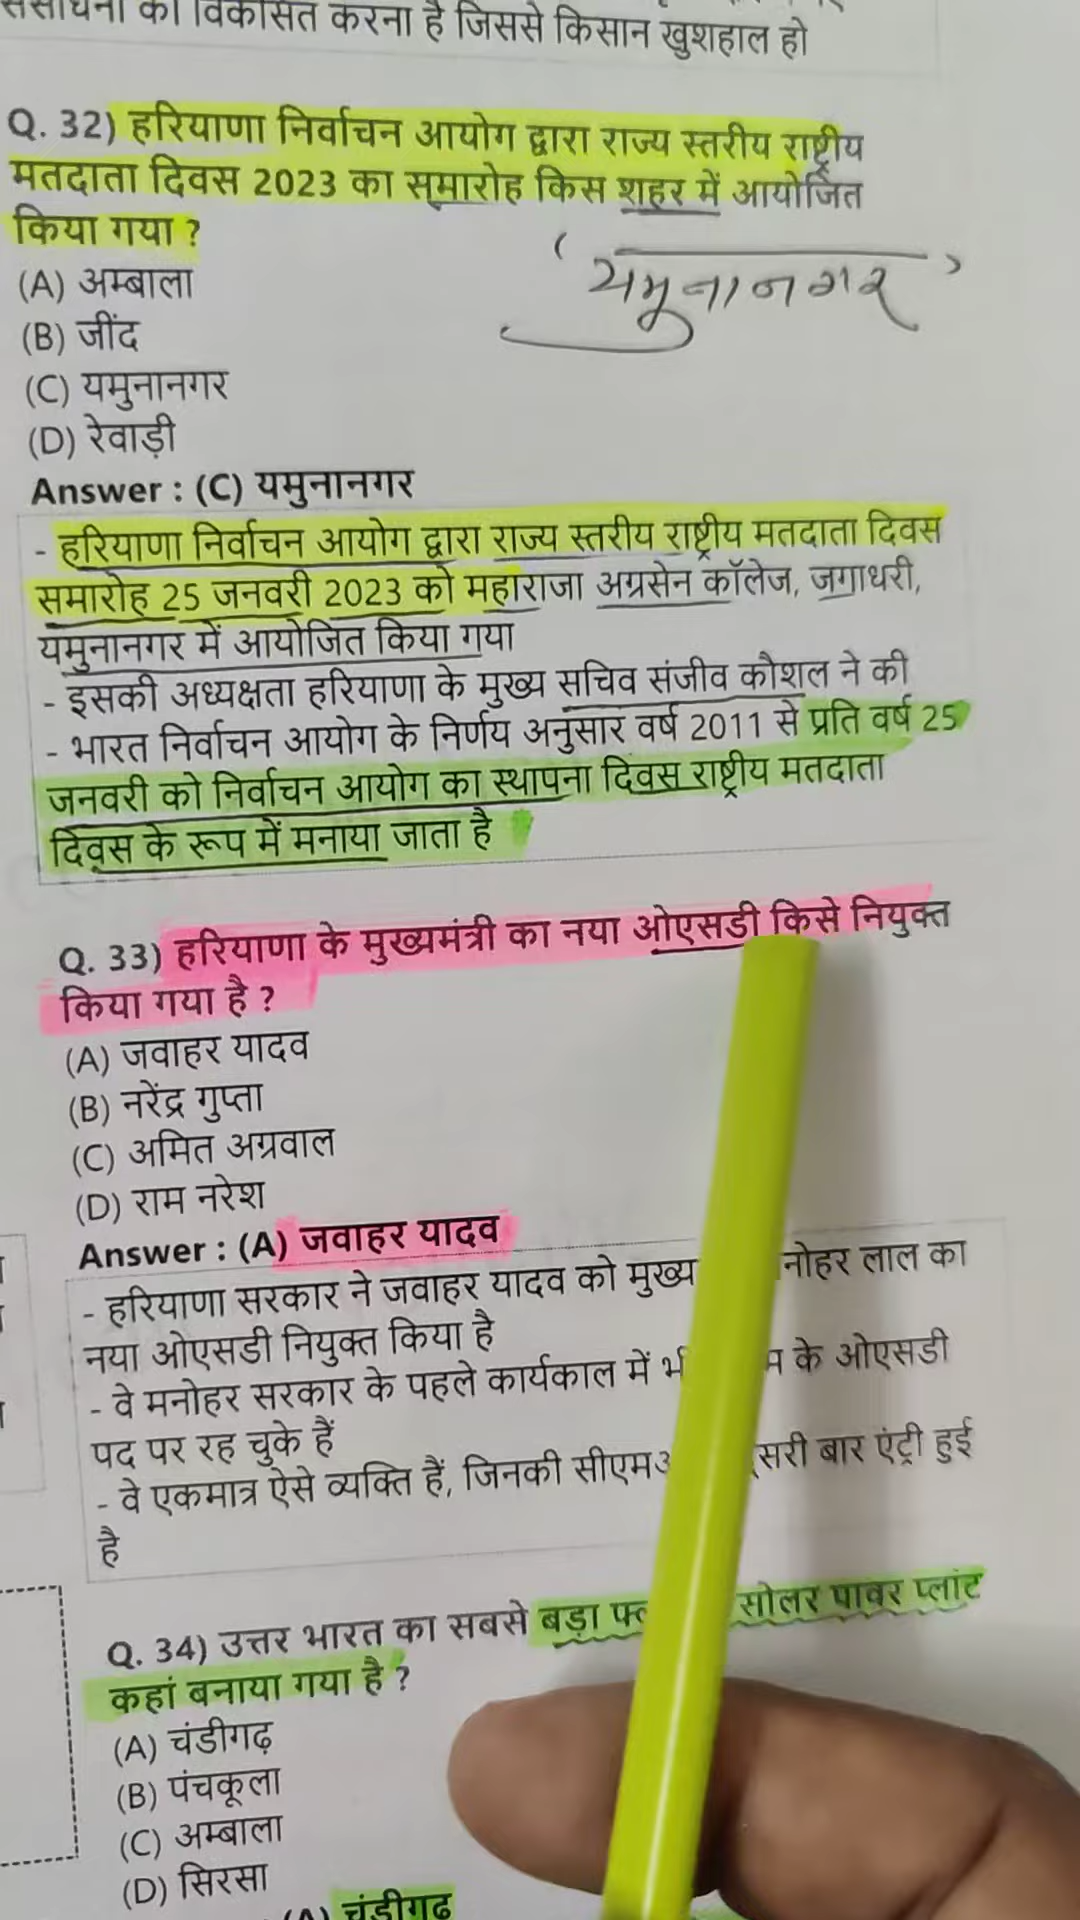 संसाधनों को विकसित करना है जिससे किसान खुशहाल हो
Q. 32) हरियाणा निर्वाचन आयोग द्वारा राज्य स्तरीय राष्ट्रीय
मतदाता दिवस 2023 का समारोह किस शहर में आयोजित
किया गया ?
यमुनानगर
(A) अम्बाला
(B) जींद
(C) यमुनानगर
(D) रेवाड़ी
Answer : (C) यमुनानगर
- हरियाणा निर्वाचन आयोग द्वारा राज्य स्तरीय राष्ट्रीय मतदाता दिवस
समारोह 25 जनवरी 2023 को महाराजा अग्रसेन कॉलेज, जगाधरी,
यमुनानगर में आयोजित किया गया
- इसकी अध्यक्षता हरियाणा के मुख्य सचिव संजीव कौशल ने की
- भारत निर्वाचन आयोग के निर्णय अनुसार वर्ष 2011 से प्रति वर्ष 25
जनवरी को निर्वाचन आयोग का स्थापना दिवस राष्ट्रीय मतदाता
दिवस के रूप में मनाया जाता है
Q. 33) हरियाणा के मुख्यमंत्री का नया ओएसडी किसे नियुक्त
किया गया है ?
(A) जवाहर यादव
(B) नरेंद्र गुप्ता
(C) अमित अग्रवाल
(D) राम नरेश
Answer : (A) जवाहर यादव
- हरियाणा सरकार ने जवाहर यादव को मुख्य नोहर लाल का
नया ओएसडी नियुक्त किया है
- वे मनोहर सरकार के पहले कार्यकाल में के ओएसडी
पद पर रह चुके हैं
- वे एकमात्र ऐसे व्यक्ति हैं, जिनकी सीएम सरी बार एंट्री हुई
है
Q. 34) उत्तर भारत का सबसे बड़ा सोलर पावर प्लांट
कहां बनाया गया है ?
(A) चंडीगढ़
(B) पंचकूला
(C) अम्बाला
(D) सिरसा
(A) चंडीगढ़